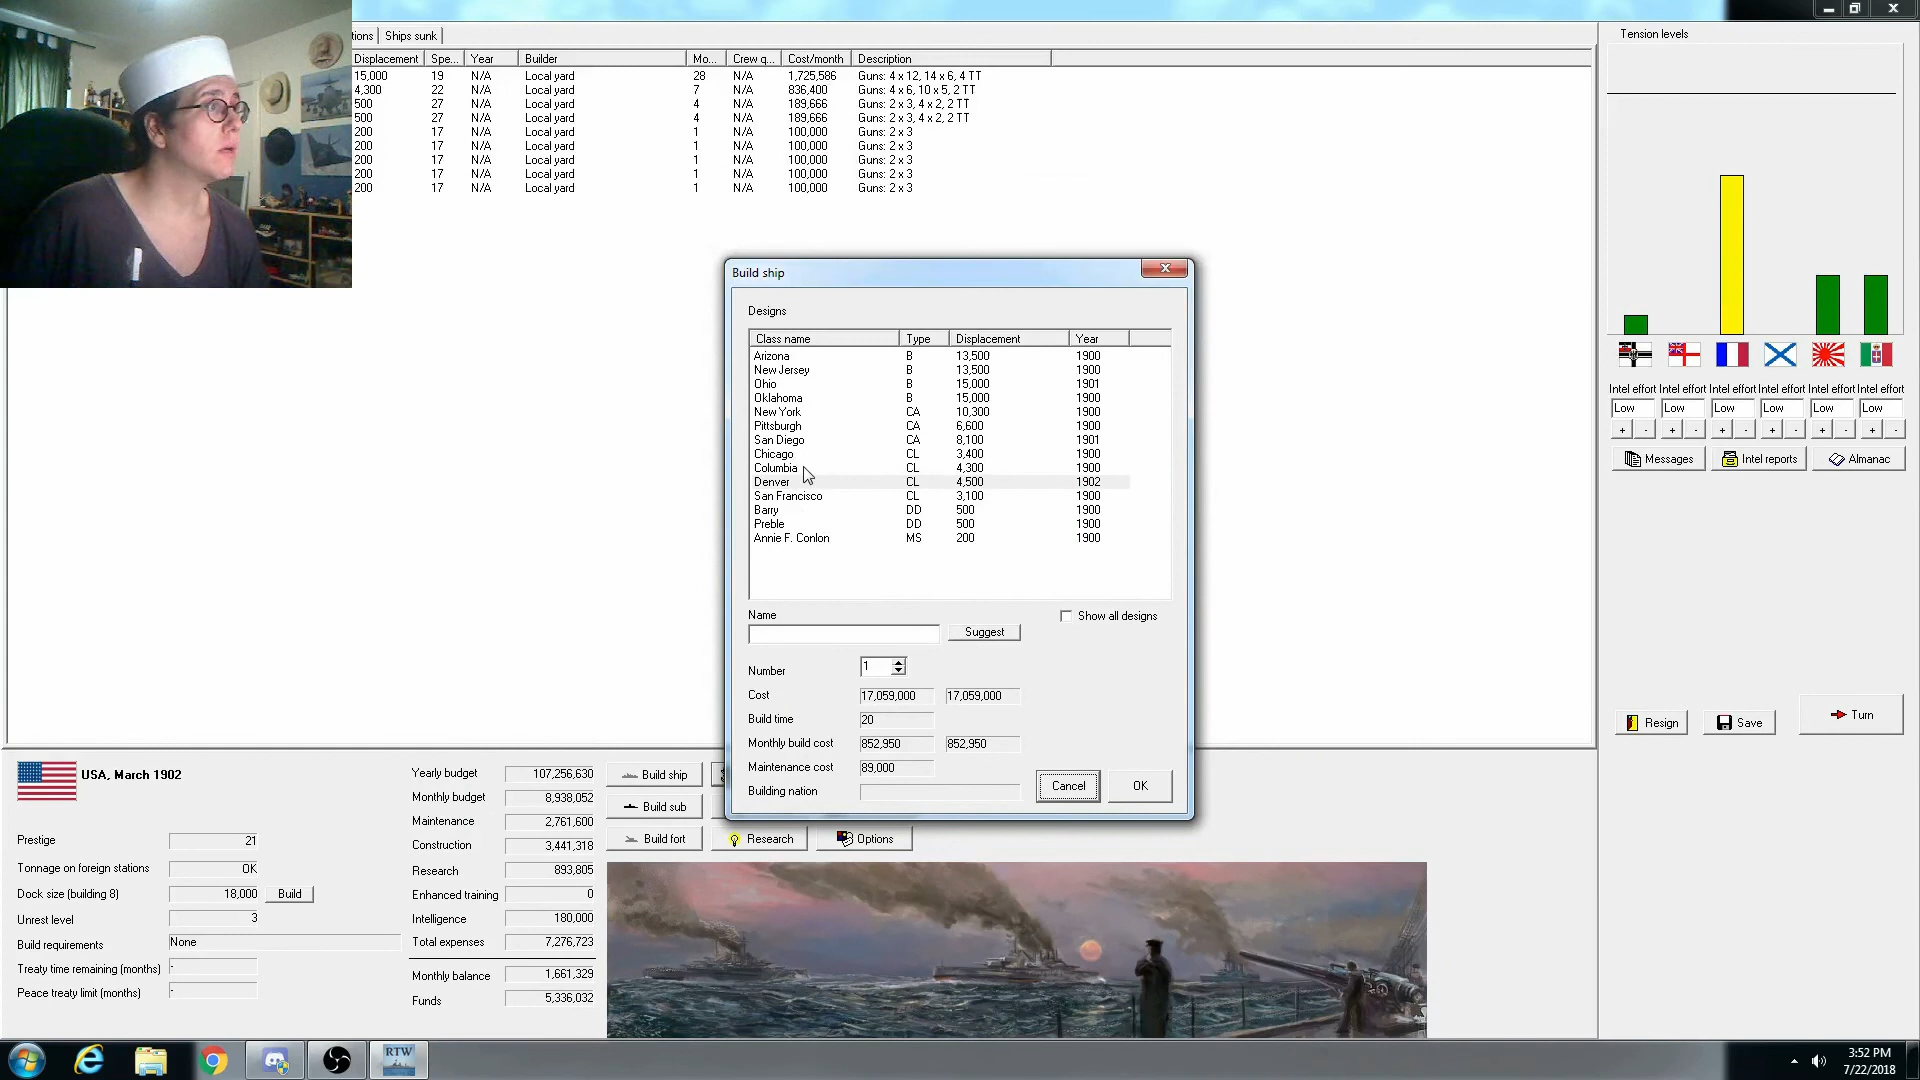 tions Ships sunk
Displacement Spe... Year Builder Mo... Crew q... Cost/month Description
15,000 19 N/A Local yard 28 N/A 1,725,586 Guns: 4 x 12, 14 x 6, 4 TT
4,300 22 N/A Local yard 7 N/A 836,400 Guns: 4 x 6, 10 x 5, 2 TT
500 27 N/A Local yard 4 N/A 189,666 Guns: 2 x 3, 4 x 2, 2 TT
500 27 N/A Local yard 4 N/A 189,666 Guns: 2 x 3, 4 x 2, 2 TT
200 17 N/A Local yard 1 N/A 100,000 Guns: 2 x 3
200 17 N/A Local yard 1 N/A 100,000 Guns: 2 x 3
200 17 N/A Local yard 1 N/A 100,000 Guns: 2 x 3
200 17 N/A Local yard 1 N/A 100,000 Guns: 2 x 3
200 17 N/A Local yard 1 N/A 100,000 Guns: 2 x 3
Build ship
Designs
Class name Type Displacement Year
Arizona B 13,500 1900
New Jersey B 13,500 1900
Ohio B 15,000 1901
Oklahoma B 15,000 1900
New York CA 10,300 1900
Pittsburgh CA 6,600 1900
San Diego CA 8,100 1901
Chicago CL 3,400 1900
Columbia CL 4,300 1900
Denver CL 4,500 1902
San Francisco CL 3,100 1900
Barry DD 500 1900
Preble DD 500 1900
Annie F. Conlon MS 200 1900
Name
Show all designs
Suggest
Number 1
Cost 17,059,000 17,059,000
Build time 20
Monthly build cost 852,950 852,950
Maintenance cost 89,000
Building nation
Cancel OK
Tension levels
Intel effort Intel effort Intel effort Intel effort Intel effort Intel effort
Low Low Low Low Low Low
+ - + - + - + - + - + -
Messages Intel reports Almanac
Resign Save Turn
USA, March 1902
Prestige 21
Tonnage on foreign stations OK
Dock size (building 8) 18,000 Build
Unrest level 3
Build requirements None
Treaty time remaining (months) -
Peace treaty limit (months) -
Yearly budget 107,256,630
Monthly budget 8,938,052
Maintenance 2,761,600
Construction 3,441,318
Research 893,805
Enhanced training 0
Intelligence 180,000
Total expenses 7,276,723
Monthly balance 1,661,329
Funds 5,336,032
Build ship
Build sub
Build fort Research Options
RTW
3:52 PM
7/22/2018